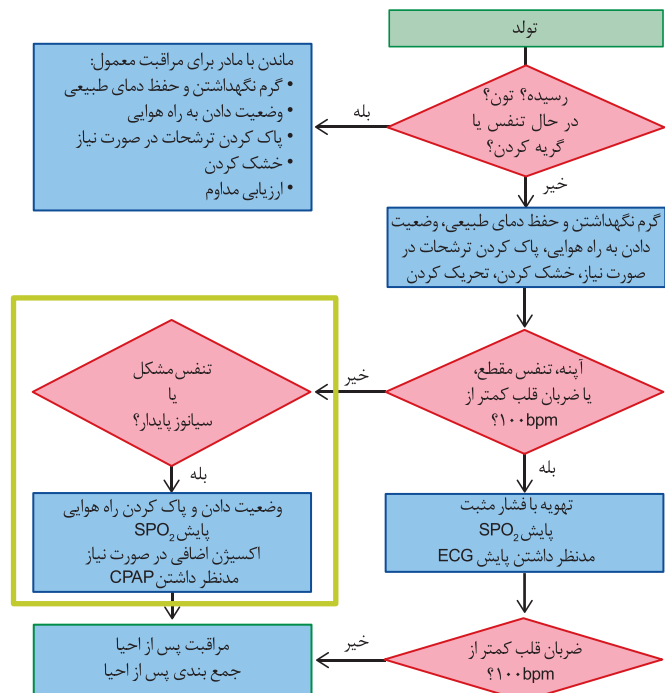 تولد
رسیده؟ تون؟
در حال تنفس یا
گریه کردن؟
بله
ماندن با مادر برای مراقبت معمول:
• گرم نگهداشتن و حفظ دمای طبیعی
• وضعیت دادن به راه هوایی
• پاک کردن ترشحات در صورت نیاز
• خشک کردن
• ارزیابی مداوم
خیر
گرم نگهداشتن و حفظ دمای طبیعی، وضعیت
دادن به راه هوایی، پاک کردن ترشحات در
صورت نیاز، خشک کردن، تحریک کردن
آپنه، تنفس مقطع،
یا ضربان قلب کمتر از
۱۰۰bpm؟
خیر
تنفس مشکل
یا
سیانوز پایدار؟
بله
بله
وضعیت دادن و پاک کردن راه هوایی
پایش SPO₂
اکسیژن اضافی در صورت نیاز
مدنظر داشتن CPAP
تهویه با فشار مثبت
پایش SPO₂
مدنظر داشتن پایش ECG
ضربان قلب کمتر از
۱۰۰bpm؟
خیر
مراقبت پس از احیا
جمع بندی پس از احیا